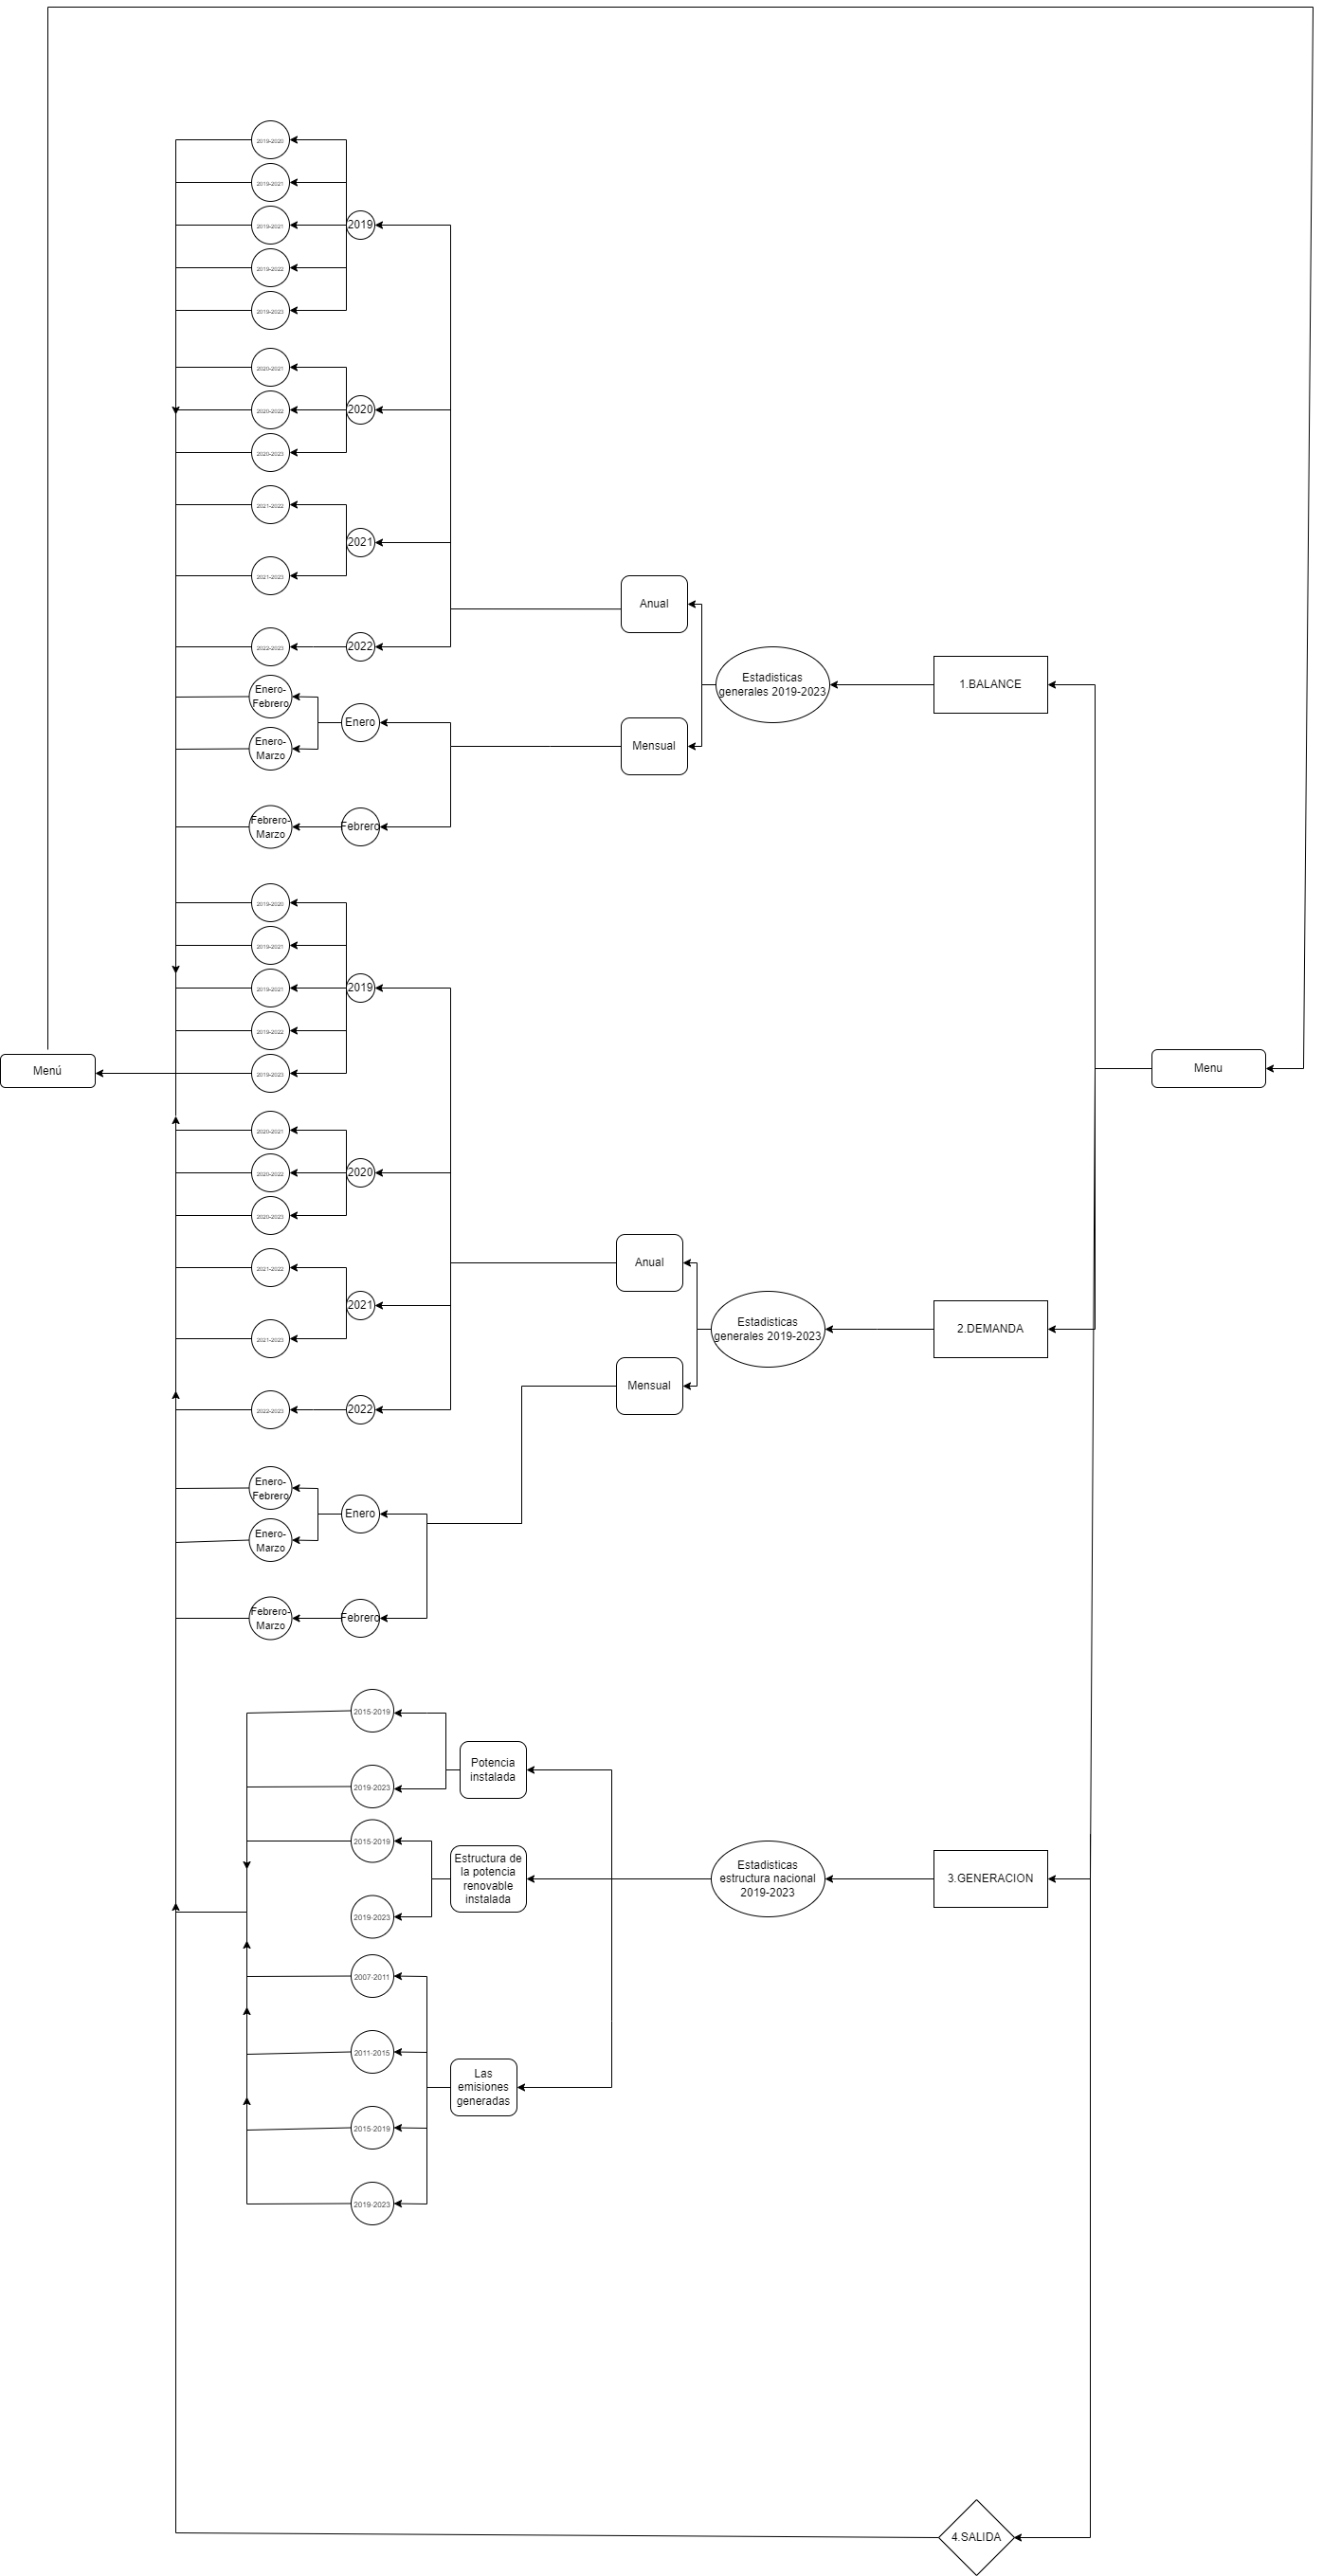 2019-2020
2019-2021
2019-2021
2019
2019-2022
2019-2023
2020-2021
2020-2022
2020
2020-2023
2021-2022
2021
2021-2023
Anual
2022-2023
2022
Estadisticas
generales 2019-2023
1.BALANCE
Enero-
Febrero
Enero
Enero-
Marzo
Mensual
Febrero-
Marzo
Febrero
2019-2020
2019-2021
2019-2021
2019
2019-2022
2019-2023
Menú
Menu
2020-2021
2020-2022
2020
2020-2023
2021-2022
Anual
2021
2021-2023
Estadisticas
generales 2019-2023
2.DEMANDA
Mensual
2022-2023
2022
Enero-
Febrero
Enero
Enero-
Marzo
Febrero-
Marzo
Febrero
2015-2019
Potencia
instalada
2019-2023
2015-2019
Estructura de
la potencia
renovable
instalada
Estadisticas
estructura nacional
2019-2023
3.GENERACION
2019-2023
2007-2011
2011-2015
Las
emisiones
generadas
2015-2019
2019-2023
4.SALIDA